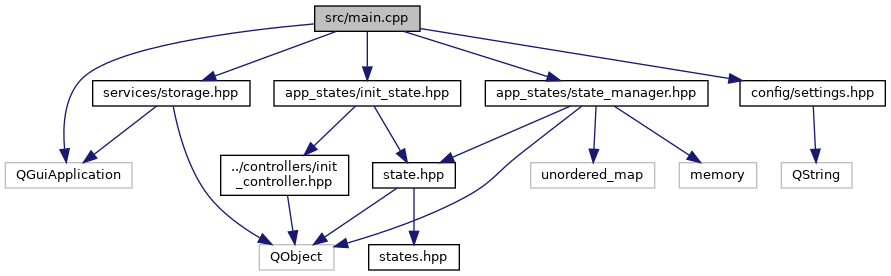 src/main.cpp
services/storage.hpp
app_states/init_state.hpp
app_states/state_manager.hpp
config/settings.hpp
QGuiApplication
../controllers/init
_controller.hpp
state.hpp
unordered_map
memory
QString
QObject
states.hpp